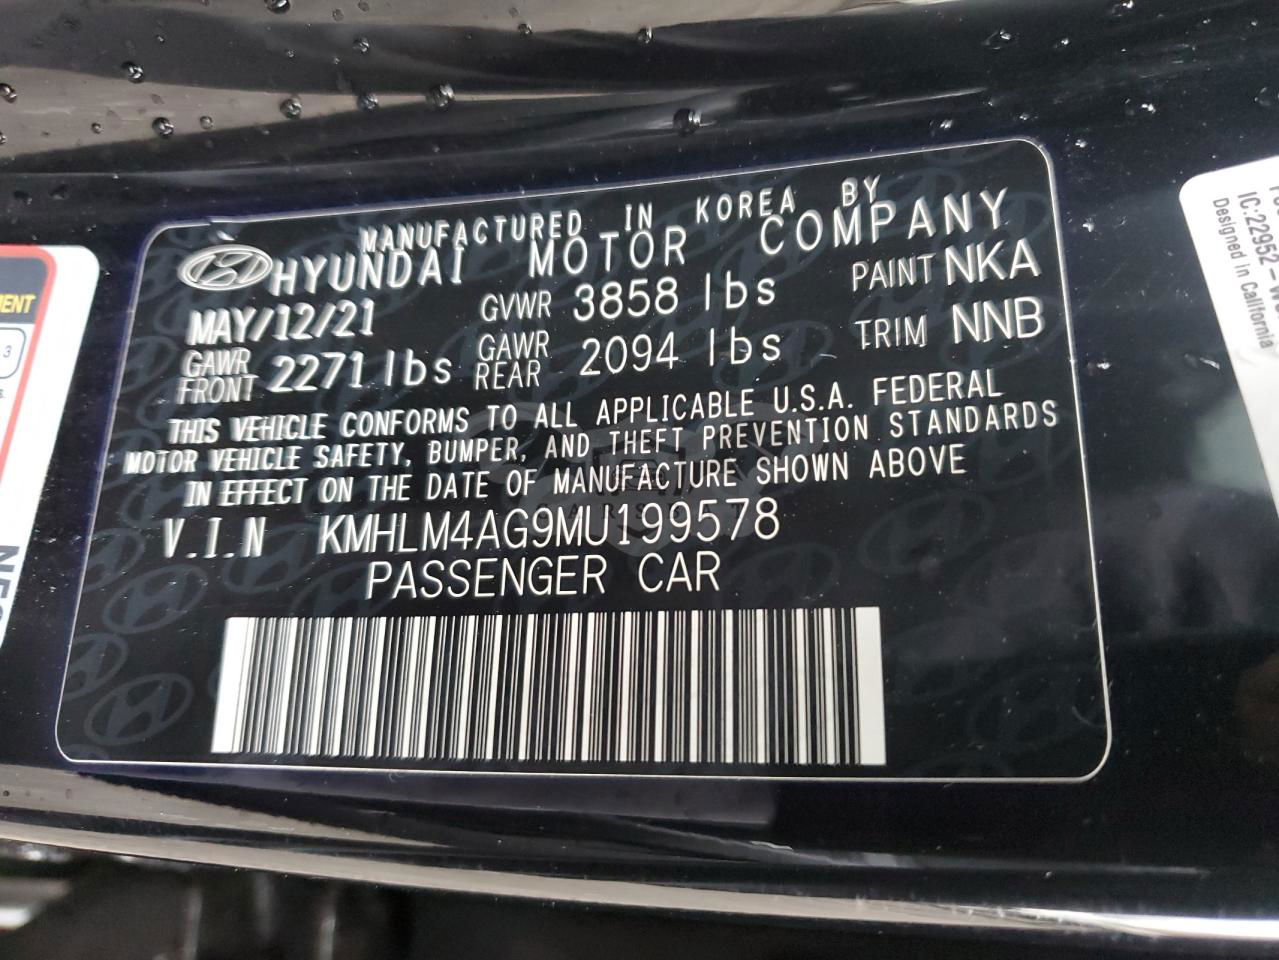 MANUFACTURED IN KOREA BY
HYUNDAI MOTOR COMPANY
MAY/12/21 GVWR 3858 lbs PAINT NKA
GAWR FRONT 2271 lbs GAWR REAR 2094 lbs TRIM NNB
THIS VEHICLE CONFORMS TO ALL APPLICABLE U.S.A. FEDERAL
MOTOR VEHICLE SAFETY, BUMPER, AND THEFT PREVENTION STANDARDS
IN EFFECT ON THE DATE OF MANUFACTURE SHOWN ABOVE
V.I.N KMHLM4AG9MU199578
PASSENGER CAR
IC:22952-
Designed in California